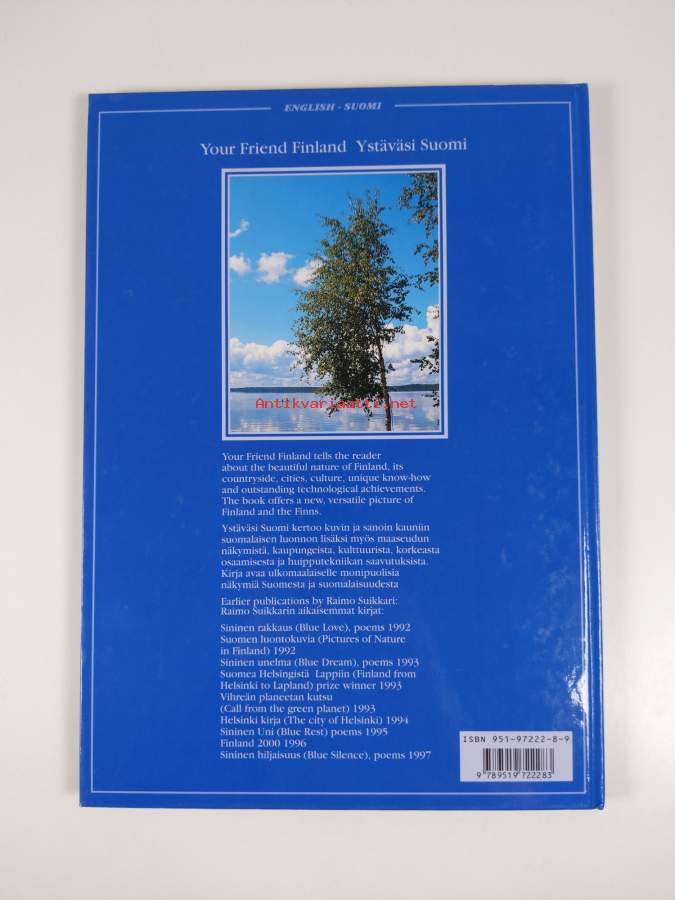 ENGLISH - SUOMI
Your Friend Finland Ystäväsi Suomi
Antikvariaatti.net
Your Friend Finland tells the reader
about the beautiful nature of Finland, its
countryside, cities, culture, unique know-how
and outstanding technological achievements.
The book offers a new, versatile picture of
Finland and the Finns.
Ystäväsi Suomi kertoo kuvin ja sanoin kauniin
suomalaisen luonnon lisäksi myös maaseudun
näkymistä, kaupungeista, kulttuurista, korkeasta
osaamisesta ja huipputekniikan saavutuksista.
Kirja avaa ulkomaalaiselle monipuolisia
näkymiä Suomesta ja suomalaisuudesta
Earlier publications by Raimo Suikkari:
Raimo Suikkarin aikaisemmat kirjat:
Sininen rakkaus (Blue Love), poems 1992
Suomen luontokuvia (Pictures of Nature
in Finland) 1992
Sininen unelma (Blue Dream), poems 1993
Suomea Helsingistä Lappiin (Finland from
Helsinki to Lapland) prize winner 1993
Vihreän planeetan kutsu
(Call from the green planet) 1993
Helsinki kirja (The city of Helsinki) 1994
Sininen Uni (Blue Rest) poems 1995
Finland 2000 1996
Sininen hiljaisuus (Blue Silence), poems 1997
ISBN 951-97222-8-9
9 789519 722283